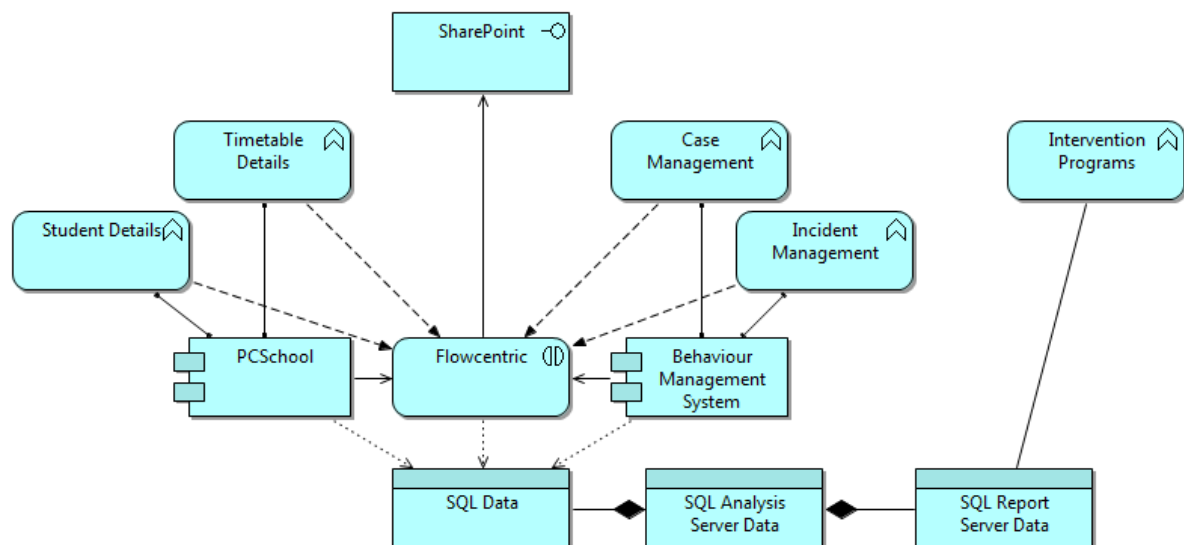 SharePoint
Timetable
Details
Case
Management
Intervention
Programs
Student Details
Incident
Management
PCSchool
Flowcentric
Behaviour
Management
System
SQL Data
SQL Analysis
Server Data
SQL Report
Server Data